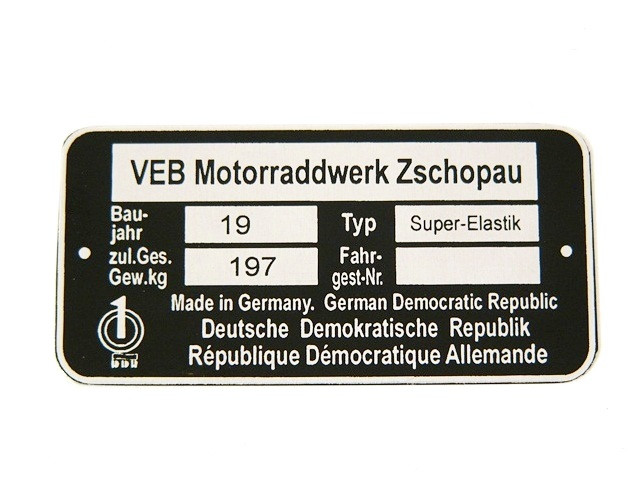 VEB Motorraddwerk Zschopau
Bau-
jahr
19
Typ
Super-Elastik
zul.Ges.
Gew.kg
197
Fahr-
gest-Nr.
1
Made in Germany. German Democratic Republic
Deutsche Demokratische Republik
République Démocratique Allemande